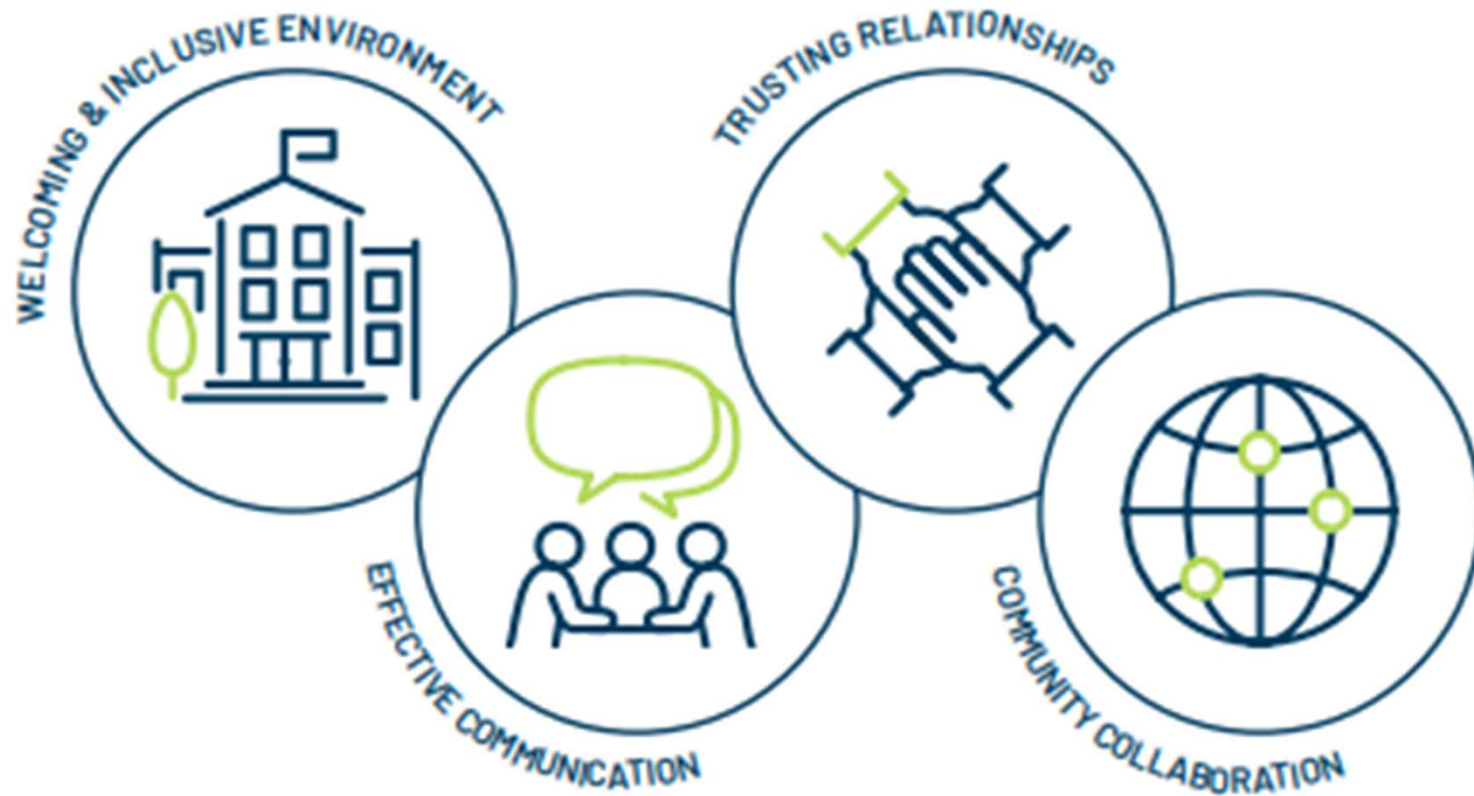 WELCOMING & INCLUSIVE ENVIRONMENT
EFFECTIVE COMMUNICATION
TRUSTING RELATIONSHIPS
COMMUNITY COLLABORATION